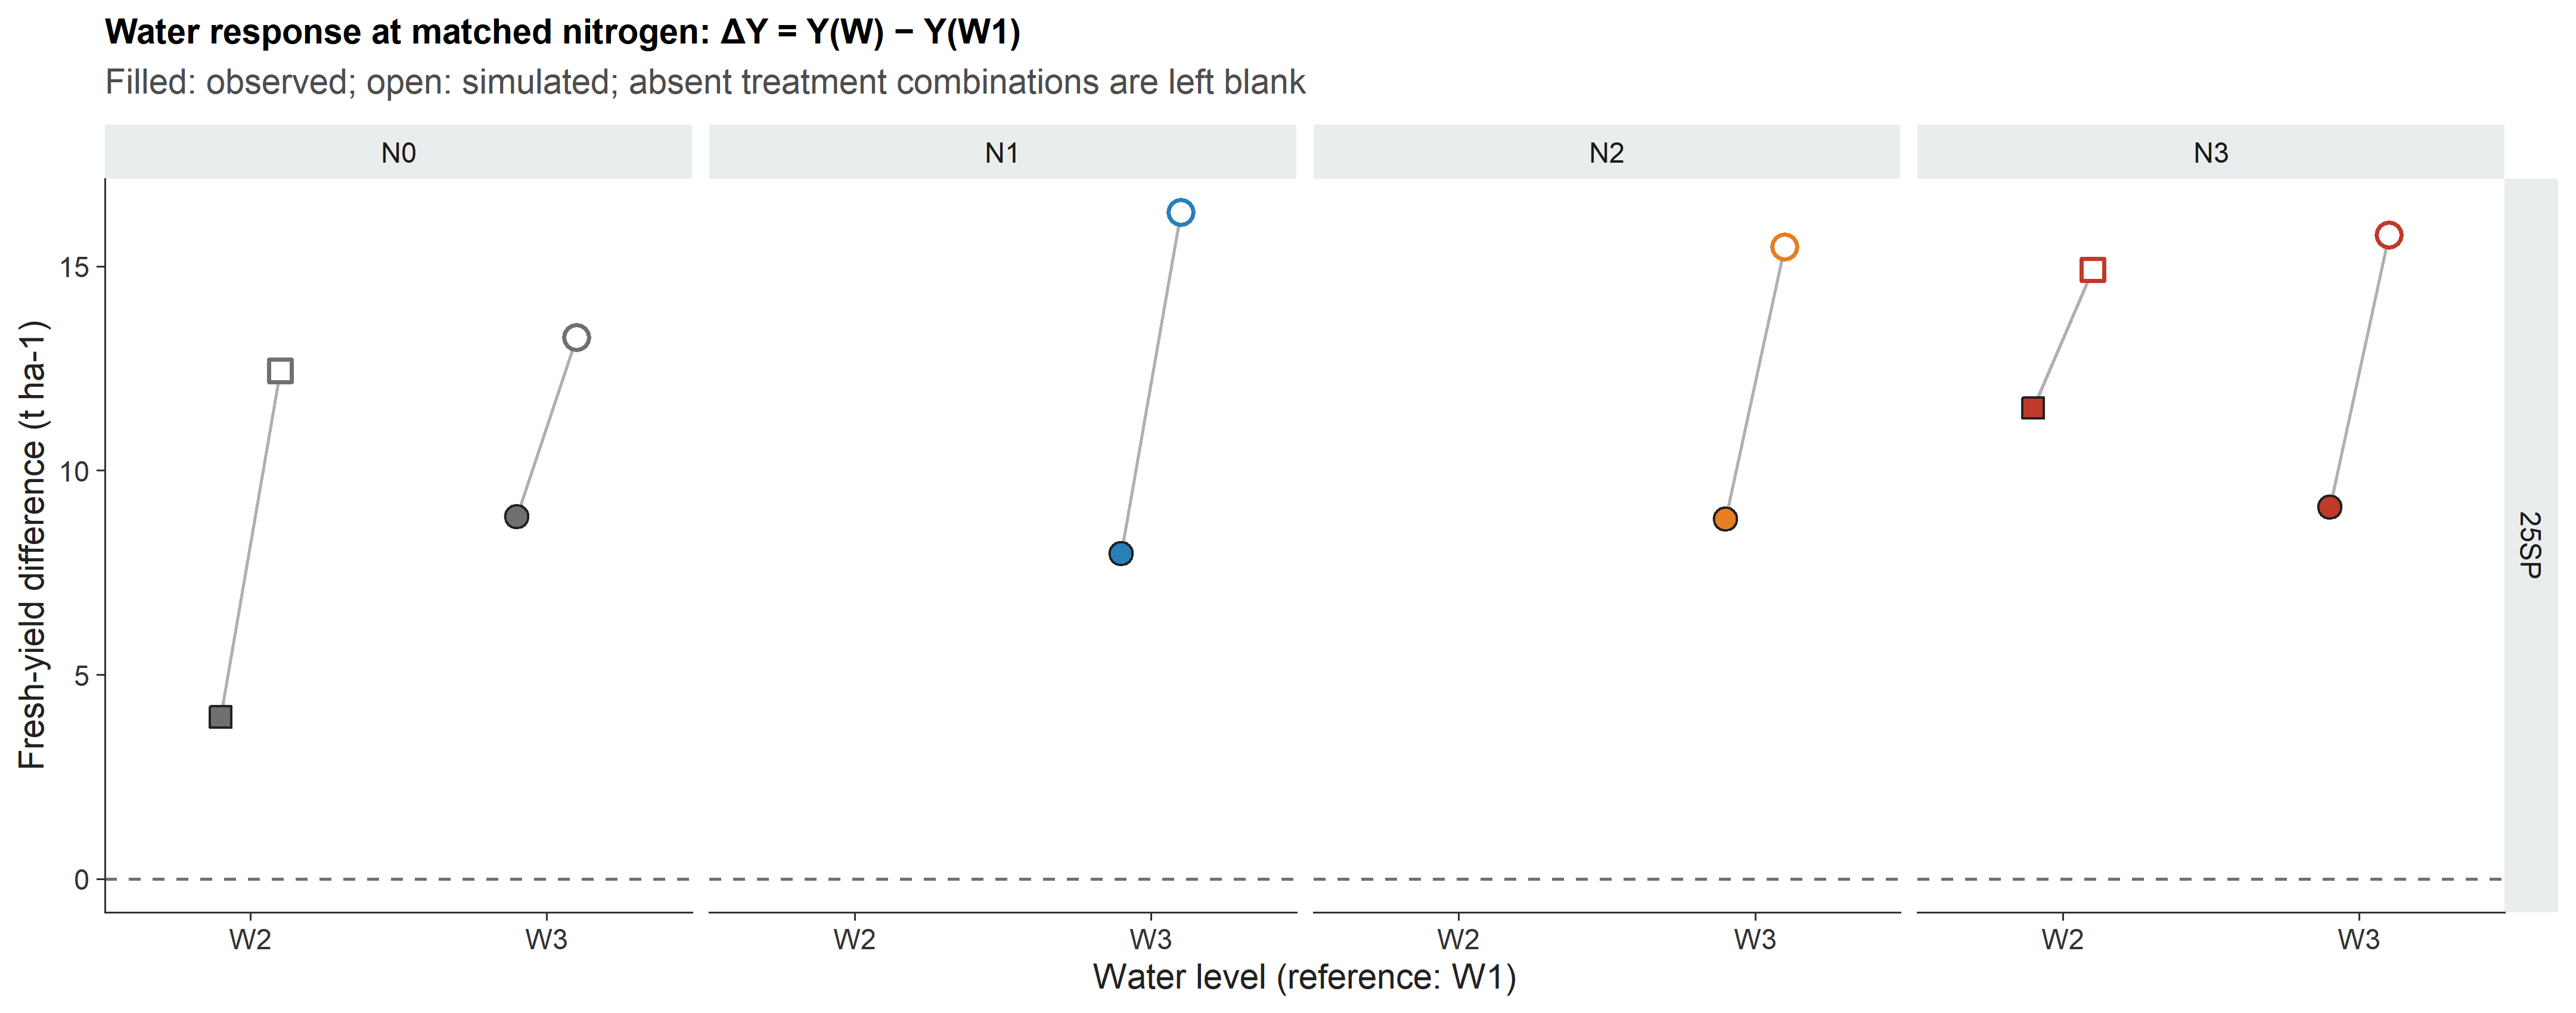 Water response at matched nitrogen: ΔY = Y(W) − Y(W1)
Filled: observed; open: simulated; absent treatment combinations are left blank
N0
N1
N2
N3
25SP
Fresh-yield difference (t ha-1)
15
10
5
0
W2
W3
W2
W3
W2
W3
W2
W3
Water level (reference: W1)